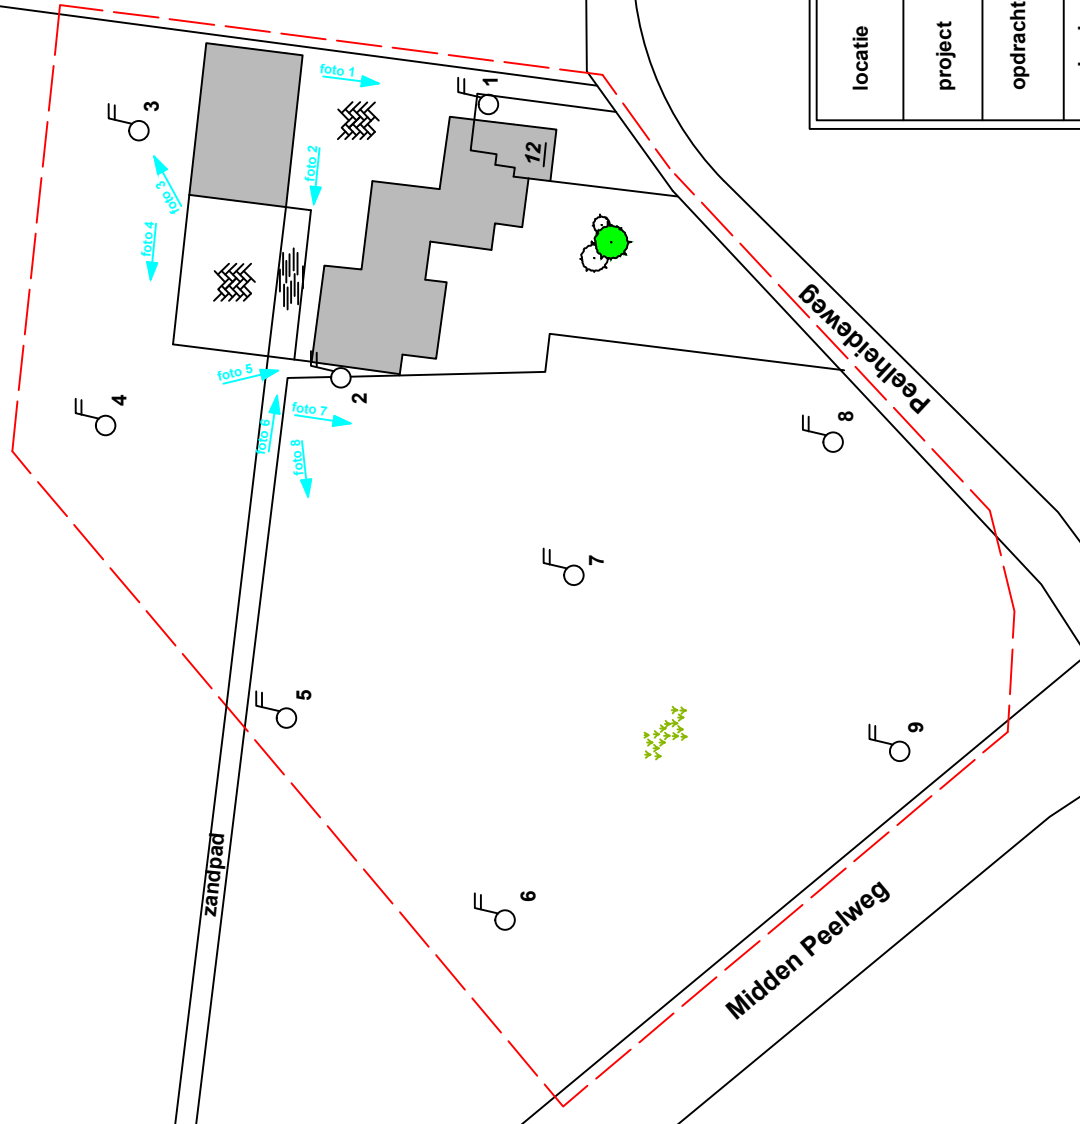 locatie
project
opdracht
foto 1
1
3
foto 2
12
foto 3
foto 4
Peelheideweg
foto 5
2
4
foto 7
foto 6
foto 8
8
7
5
9
zandpad
6
Midden Peelweg